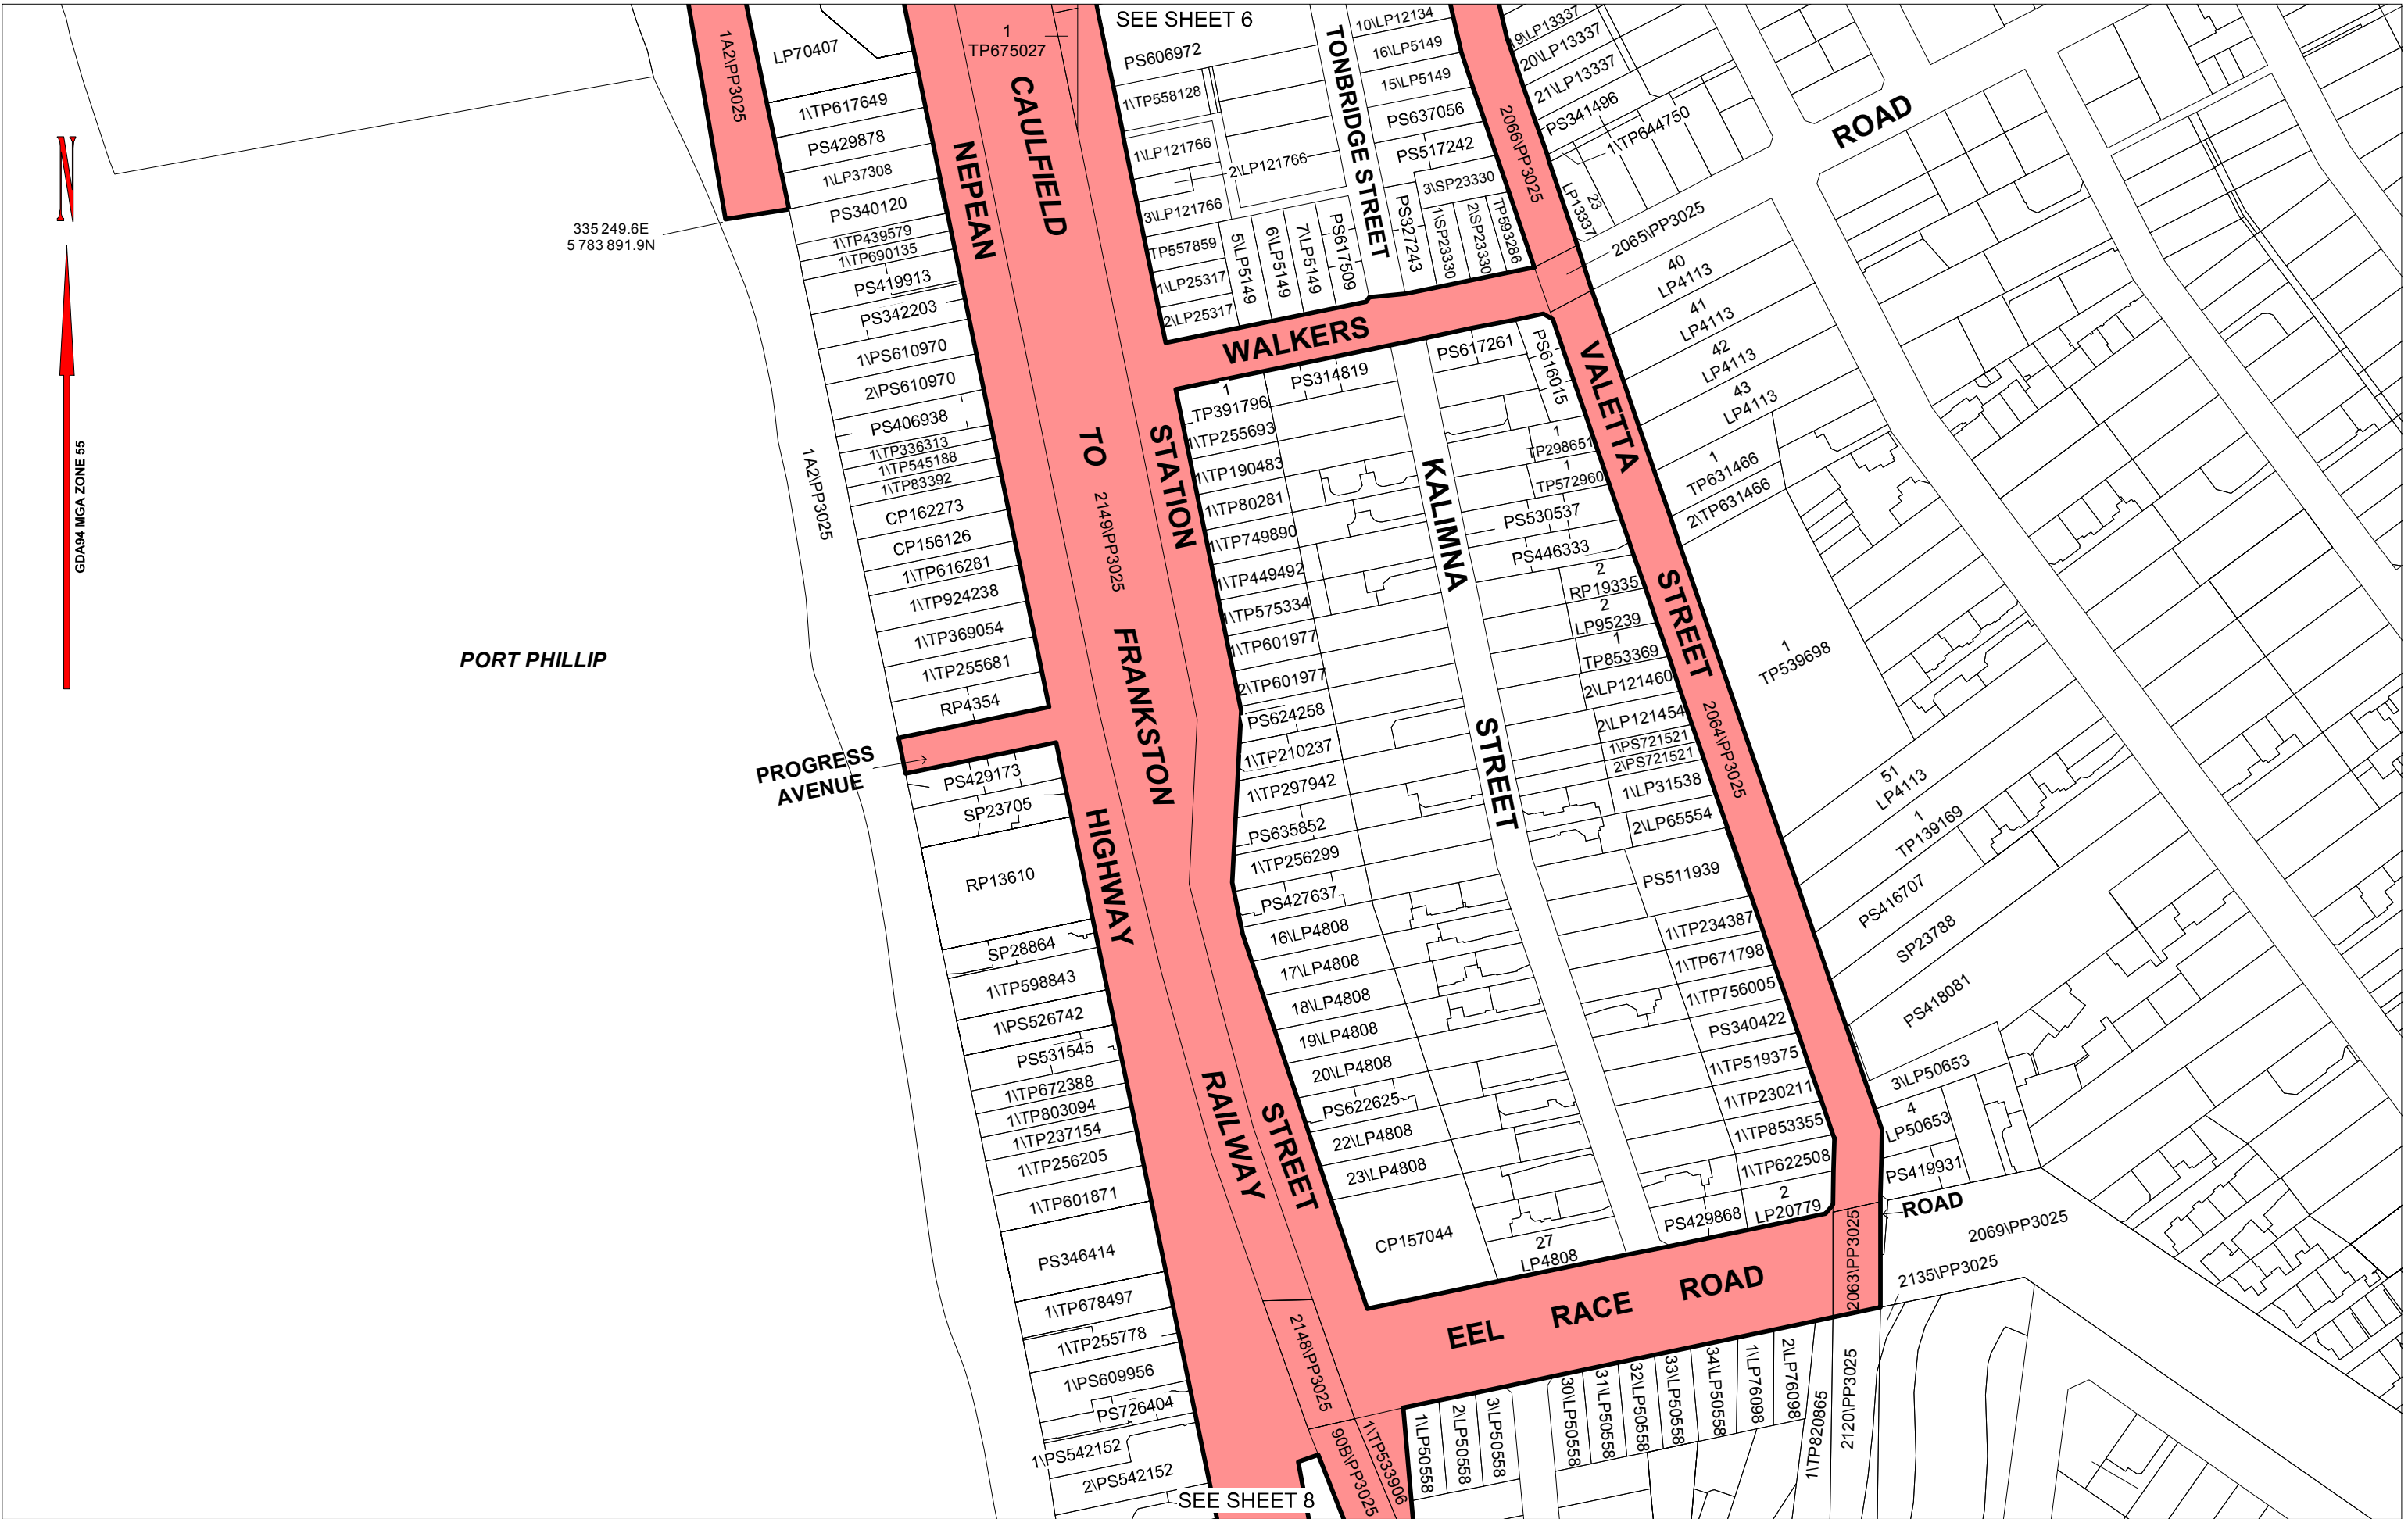 SEE SHEET 6
1A2\PP3025
LP70407
1
TP675027
PS606972
1\TP558128
1\LP121766
2\LP121766
3\LP121766
TP557859
1\LP25317
2\LP25317
5\LP5149
6\LP5149
7\LP5149
PS617509
TONBRIDGE STREET
10\LP12134
16\LP5149
15\LP5149
PS637056
PS517242
3\SP23330
PS327243
1\SP23330
2\SP23330
TP593286
2066\PP3025
19\LP13337
20\LP13337
21\LP13337
PS341496
1\TP644750
23
LP13337
ROAD
2065\PP3025
40
LP4113
41
LP4113
42
LP4113
43
LP4113
1
TP631466
2\TP631466
1
TP539698
51
LP4113
1
TP139169
PS416707
SP23788
PS418081
3\LP50653
4
LP50653
PS419931
ROAD
2069\PP3025
2135\PP3025
N
GDA94 MGA ZONE 55
335 249.6E
5 783 891.9N
PORT PHILLIP
1A2\PP3025
1\TP617649
PS429878
1\LP37308
PS340120
1\TP439579
1\TP690135
PS419913
PS342203
1\PS610970
2\PS610970
PS406938
1\TP336313
1\TP545188
1\TP83392
CP162273
CP156126
1\TP616281
1\TP924238
1\TP369054
1\TP255681
RP4354
PROGRESS
AVENUE
PS429173
SP23705
RP13610
SP28864
1\TP598843
1\PS526742
PS531545
1\TP672388
1\TP803094
1\TP237154
1\TP256205
1\TP601871
PS346414
1\TP678497
1\TP255778
1\PS609956
PS726404
1\PS542152
2\PS542152
NEPEAN
HIGHWAY
CAULFIELD
TO
FRANKSTON
RAILWAY
2149\PP3025
STATION
STREET
WALKERS
1
TP391796
PS314819
1\TP255693
1\TP190483
1\TP80281
1\TP749890
1\TP449492
1\TP575334
1\TP601977
2\TP601977
PS624258
1\TP210237
1\TP297942
PS635852
1\TP256299
PS427637
16\LP4808
17\LP4808
18\LP4808
19\LP4808
20\LP4808
PS622625
22\LP4808
23\LP4808
CP157044
27
LP4808
KALIMNA
STREET
PS617261
PS616015
1
TP298651
1
TP572960
PS530537
PS446333
2
RP19335
2
LP95239
1
TP853369
2\LP121460
2\LP121454
1\PS721521
2\PS721521
1\LP31538
2\LP65554
PS511939
1\TP234387
1\TP671798
1\TP756005
PS340422
1\TP519375
1\TP230211
1\TP853355
1\TP622508
2
LP20779
PS429868
VALETTA
STREET
2064\PP3025
2063\PP3025
EEL RACE ROAD
2148\PP3025
90B\PP3025
1\TP533906
1\LP50558
2\LP50558
3\LP50558
30\LP50558
31\LP50558
32\LP50558
33\LP50558
34\LP50558
1\LP76098
2\LP76098
1\TP820865
2120\PP3025
SEE SHEET 8